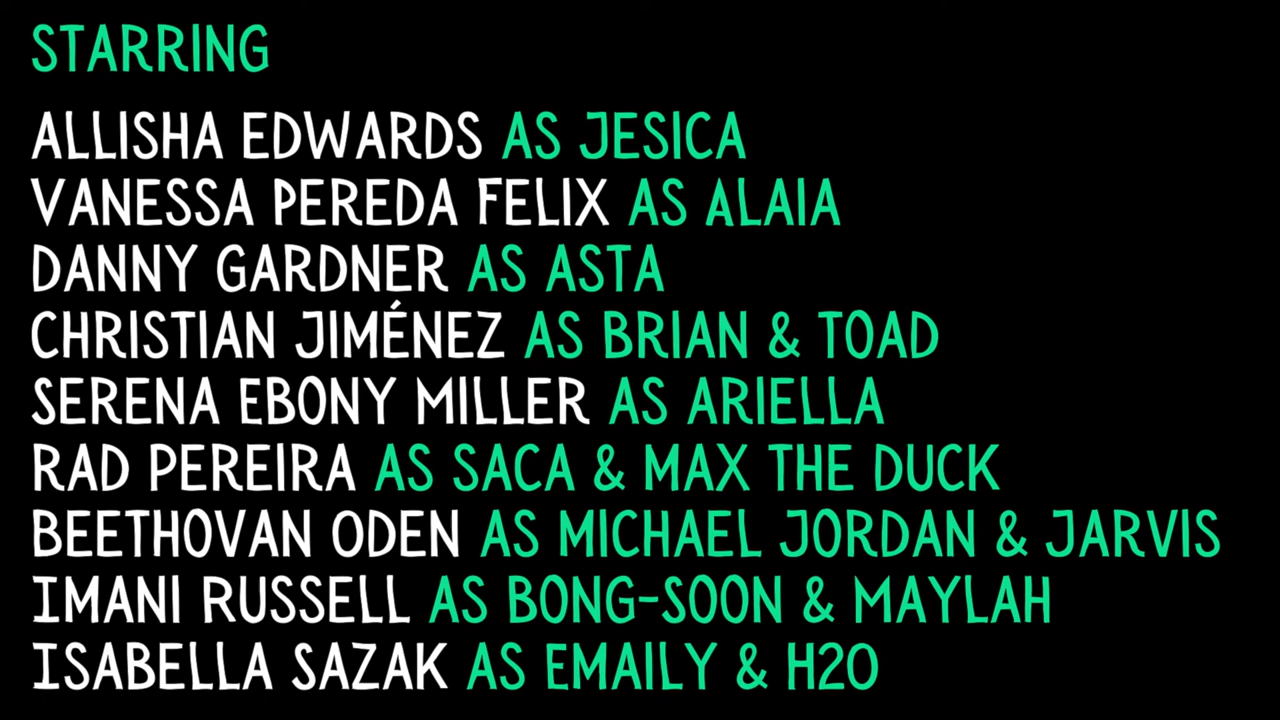 STARRING
ALLISHA EDWARDS AS JESICA
VANESSA PEREDA FELIX AS ALAIA
DANNY GARDNER AS ASTA
CHRISTIAN JIMÉNEZ AS BRIAN & TOAD
SERENA EBONY MILLER AS ARIELLA
RAD PEREIRA AS SACA & MAX THE DUCK
BEETHOVAN ODEN AS MICHAEL JORDAN & JARVIS
IMANI RUSSELL AS BONG-SOON & MAYLAH
ISABELLA SAZAK AS EMAILY & H2O